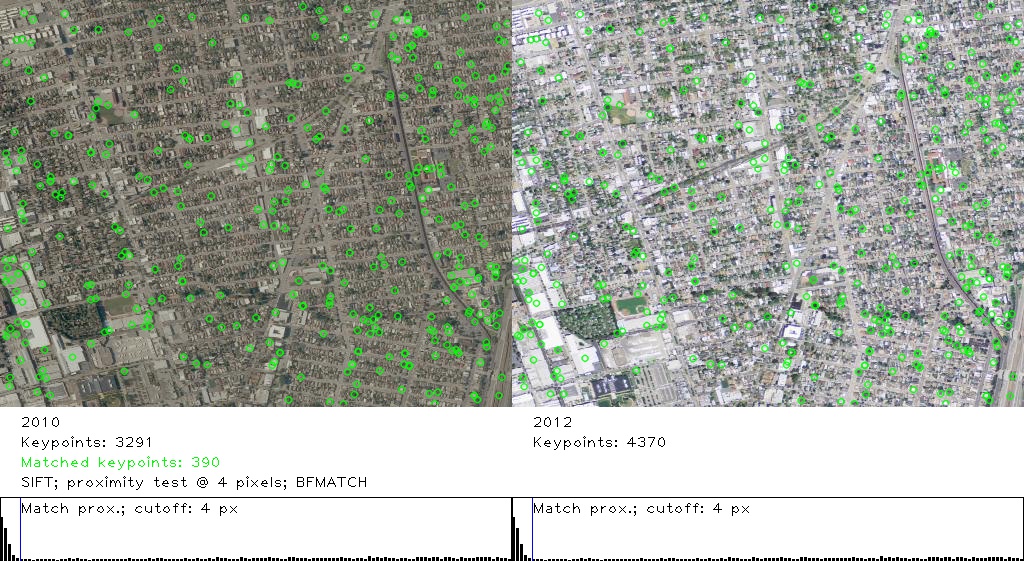 2010
Keypoints: 3291
Matched keypoints: 390
SIFT; proximity test @ 4 pixels; BFMATCH
Match prox.; cutoff: 4 px
2012
Keypoints: 4370
Match prox.; cutoff: 4 px